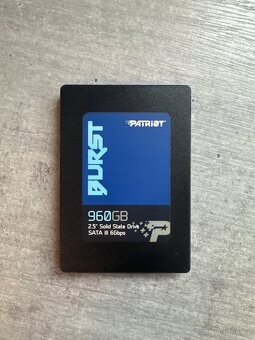 PATRIOT
BURST
960GB
2.5" Solid State Drive
SATA III 6Gbps
P